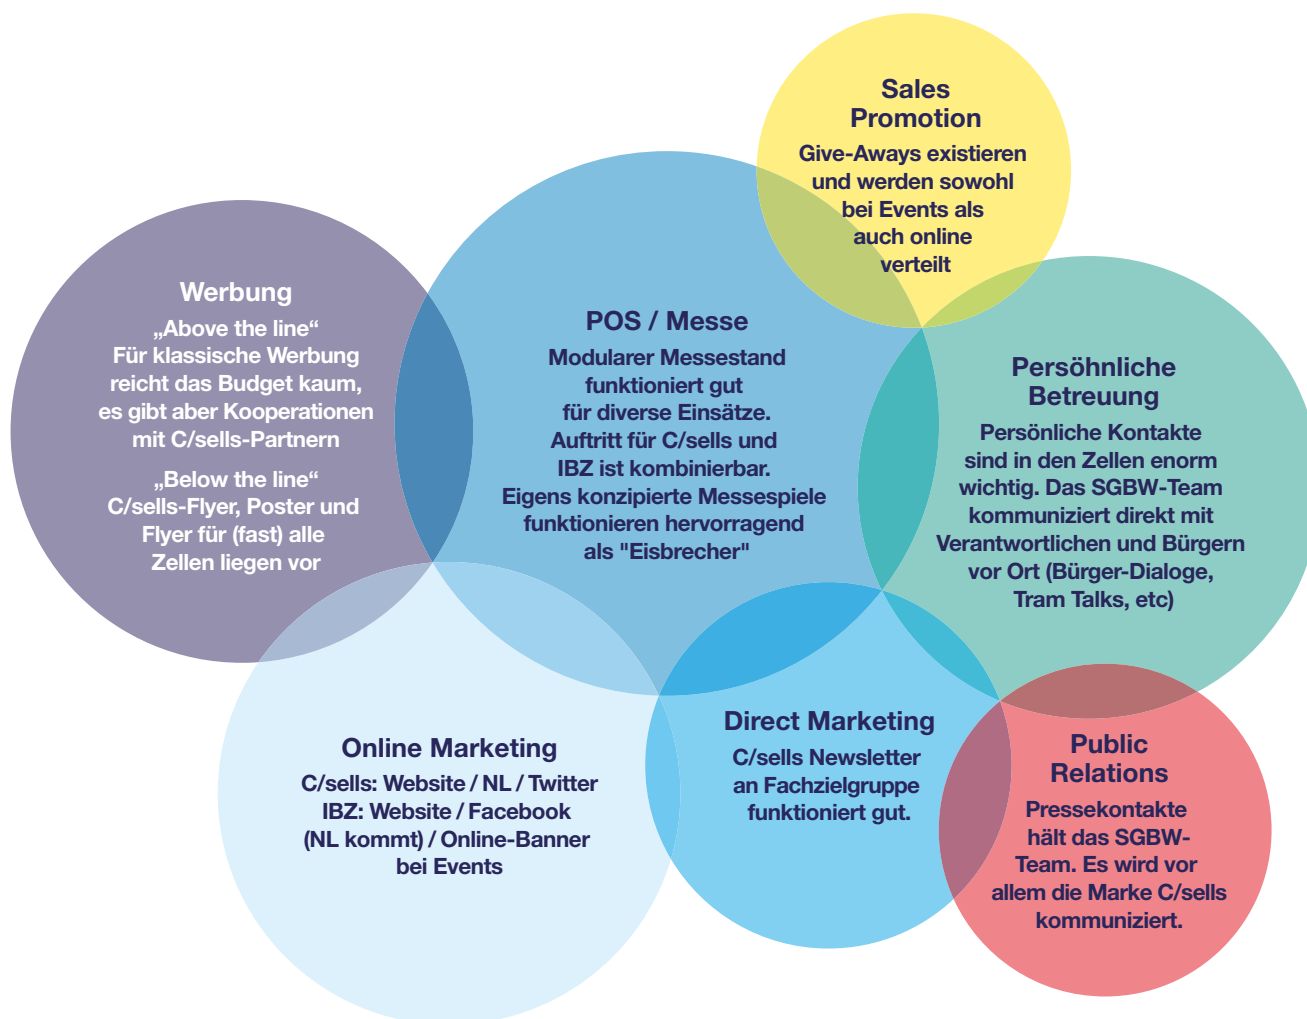 Sales
Promotion
Give-Aways existieren
und werden sowohl
bei Events als
auch online
verteilt
Werbung
„Above the line“
Für klassische Werbung
reicht das Budget kaum,
es gibt aber Kooperationen
mit C/sells-Partnern
„Below the line“
C/sells-Flyer, Poster und
Flyer für (fast) alle
Zellen liegen vor
POS / Messe
Modularer Messestand
funktioniert gut
für diverse Einsätze.
Auftritt für C/sells und
IBZ ist kombinierbar.
Eigens konzipierte Messespiele
funktionieren hervorragend
als "Eisbrecher"
Persöhnliche
Betreuung
Persönliche Kontakte
sind in den Zellen enorm
wichtig. Das SGBW-Team
kommuniziert direkt mit
Verantwortlichen und Bürgern
vor Ort (Bürger-Dialoge,
Tram Talks, etc)
Online Marketing
C/sells: Website / NL / Twitter
IBZ: Website / Facebook
(NL kommt) / Online-Banner
bei Events
Direct Marketing
C/sells Newsletter
an Fachzielgruppe
funktioniert gut.
Public
Relations
Pressekontakte
hält das SGBW-
Team. Es wird vor
allem die Marke C/sells
kommuniziert.